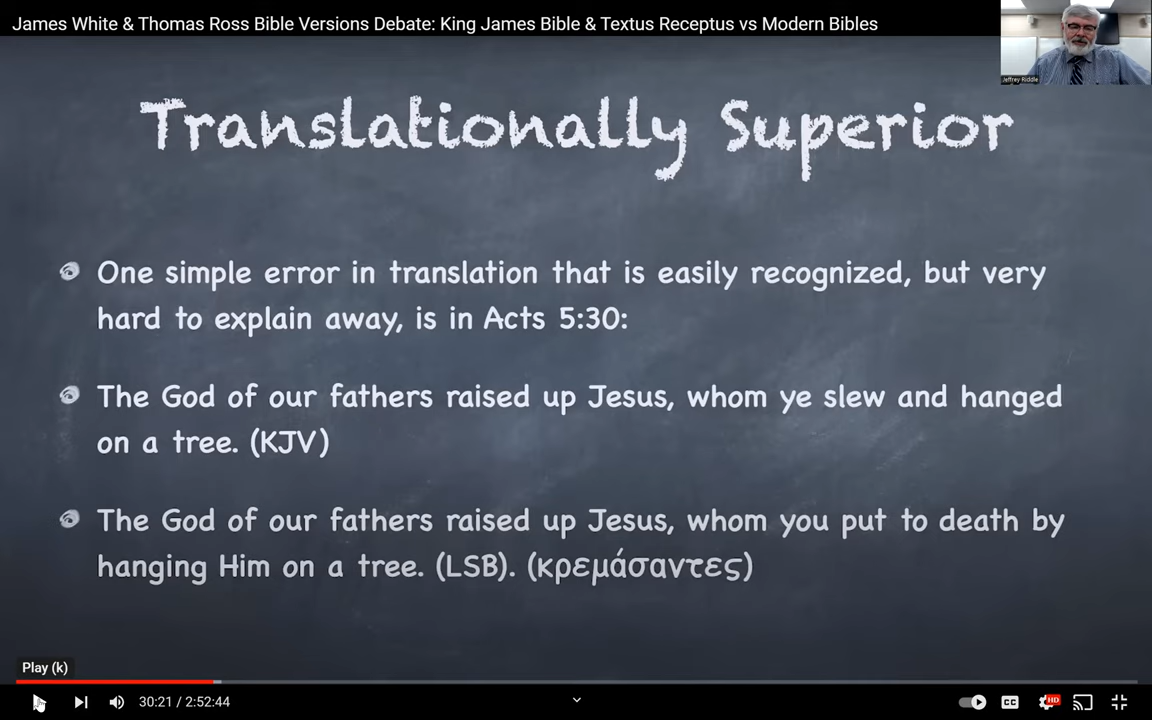 James White & Thomas Ross Bible Versions Debate: King James Bible & Textus Receptus vs Modern Bibles
Jeffrey Riddle
Translationally Superior
One simple error in translation that is easily recognized, but very
hard to explain away, is in Acts 5:30:
The God of our fathers raised up Jesus, whom ye slew and hanged
on a tree. (KJV)
The God of our fathers raised up Jesus, whom you put to death by
hanging Him on a tree. (LSB). (κρεμάσαντες)
Play (k)
30:21 / 2:52:44
CC
HD